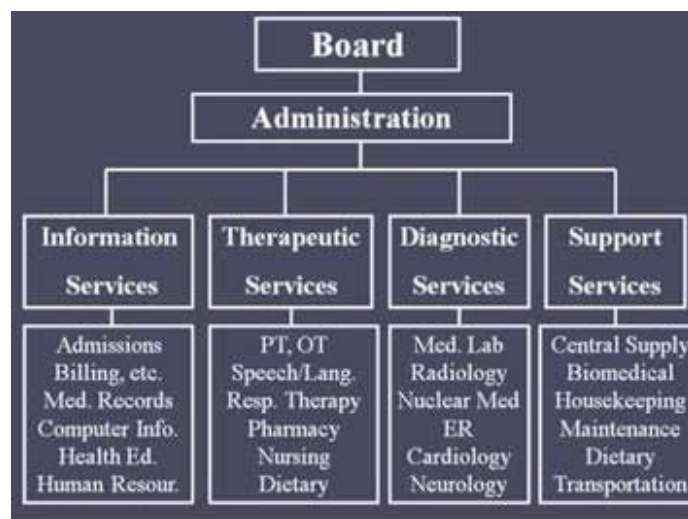 Board
Administration
Information
Services
Therapeutic
Services
Diagnostic
Services
Support
Services
Admissions
Billing, etc.
Med. Records
Computer Info.
Health Ed.
Human Resour.
PT, OT
Speech/Lang.
Resp. Therapy
Pharmacy
Nursing
Dietary
Med. Lab
Radiology
Nuclear Med
ER
Cardiology
Neurology
Central Supply
Biomedical
Housekeeping
Maintenance
Dietary
Transportation